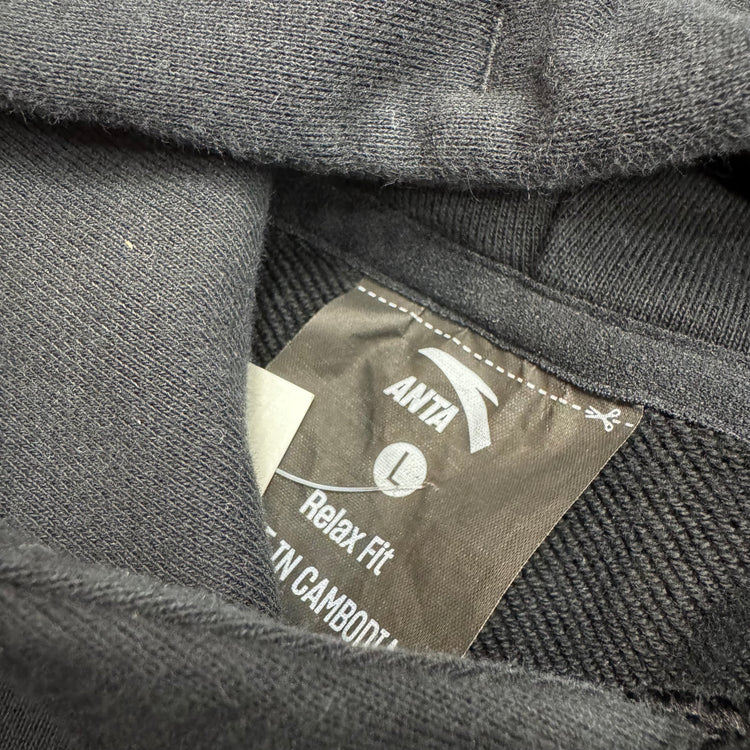 ANTA
L
Relax Fit
IN CAMBODIA